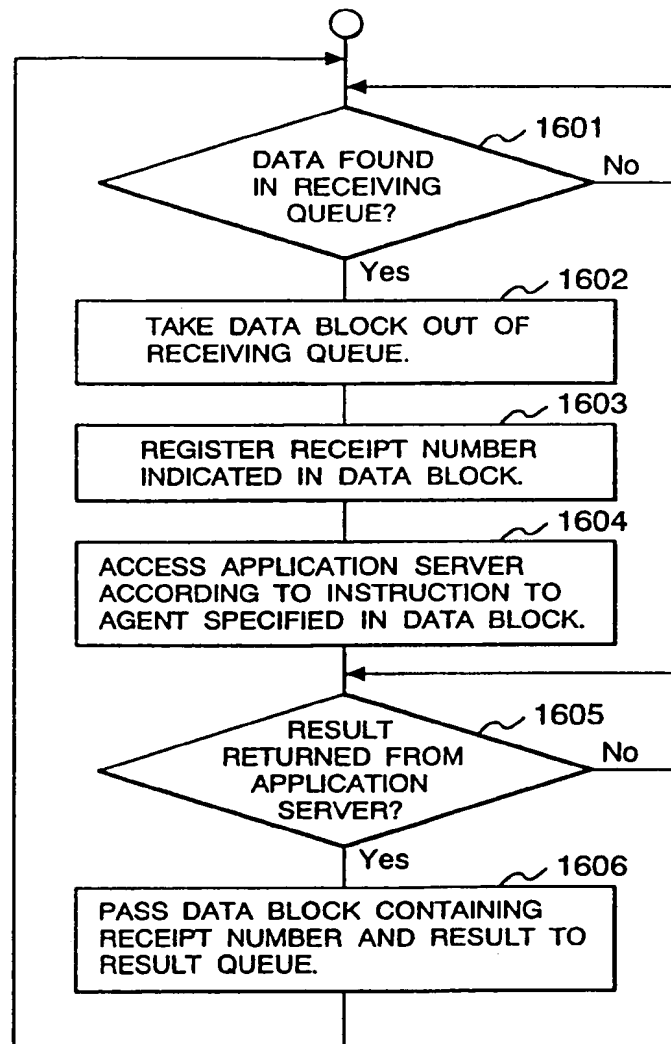 1601
DATA FOUND
IN RECEIVING
QUEUE?
No
Yes
1602
TAKE DATA BLOCK OUT OF
RECEIVING QUEUE.
1603
REGISTER RECEIPT NUMBER
INDICATED IN DATA BLOCK.
1604
ACCESS APPLICATION SERVER
ACCORDING TO INSTRUCTION TO
AGENT SPECIFIED IN DATA BLOCK.
1605
RESULT
RETURNED FROM
APPLICATION
SERVER?
No
Yes
1606
PASS DATA BLOCK CONTAINING
RECEIPT NUMBER AND RESULT TO
RESULT QUEUE.